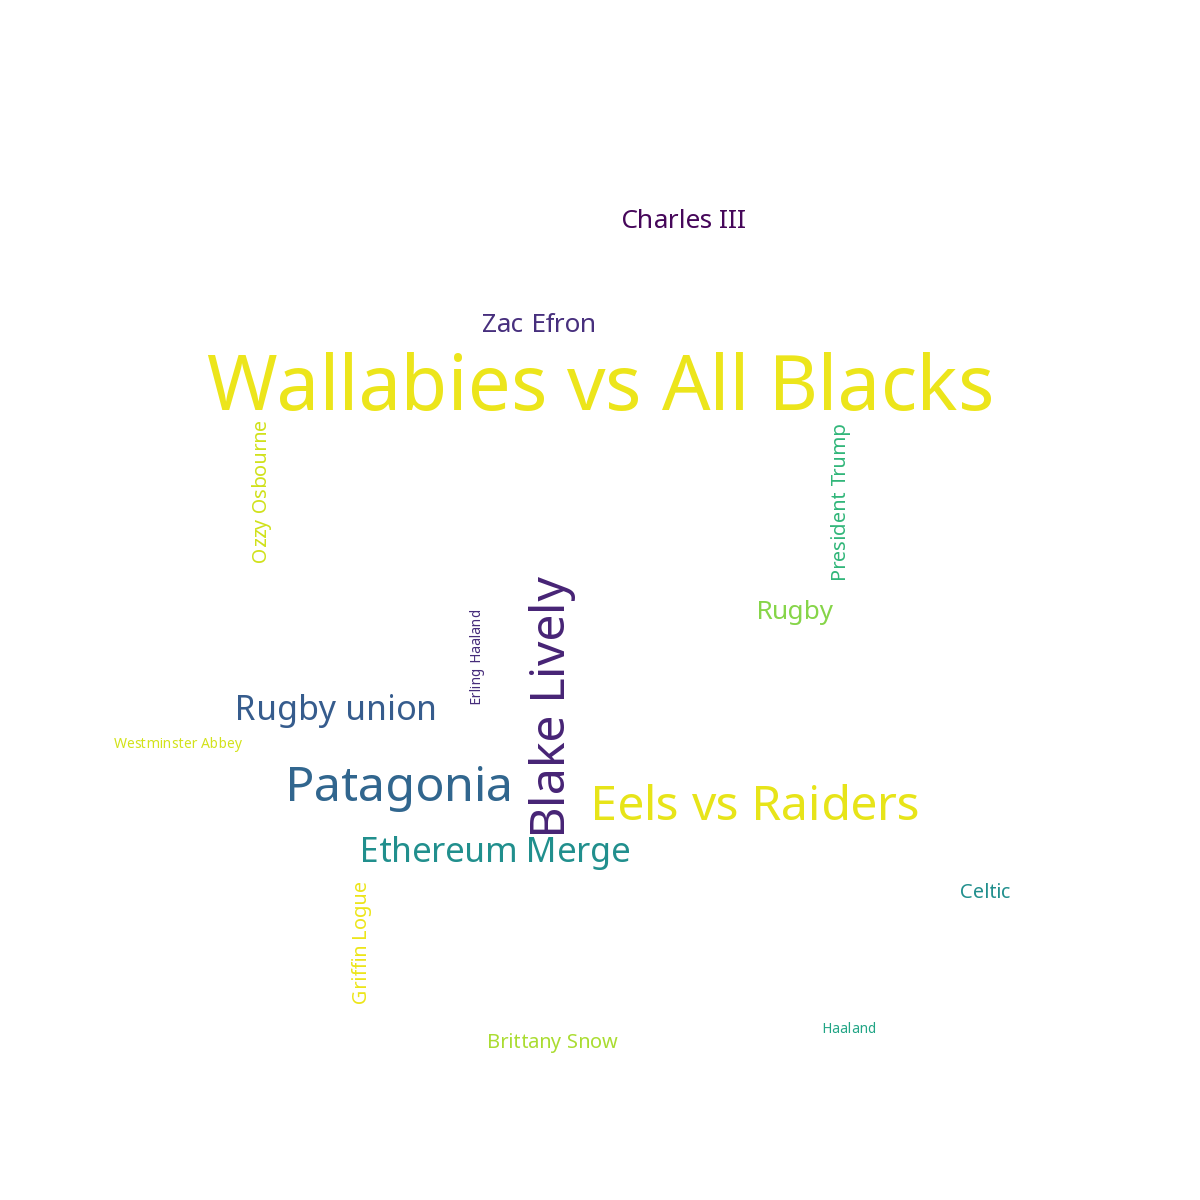 Charles III
Zac Efron
Wallabies vs All Blacks
Ozzy Osbourne
President Trump
Blake Lively
Rugby
Erling Haaland
Rugby union
Westminster Abbey
Patagonia
Eels vs Raiders
Ethereum Merge
Griffin Logue
Celtic
Haaland
Brittany Snow